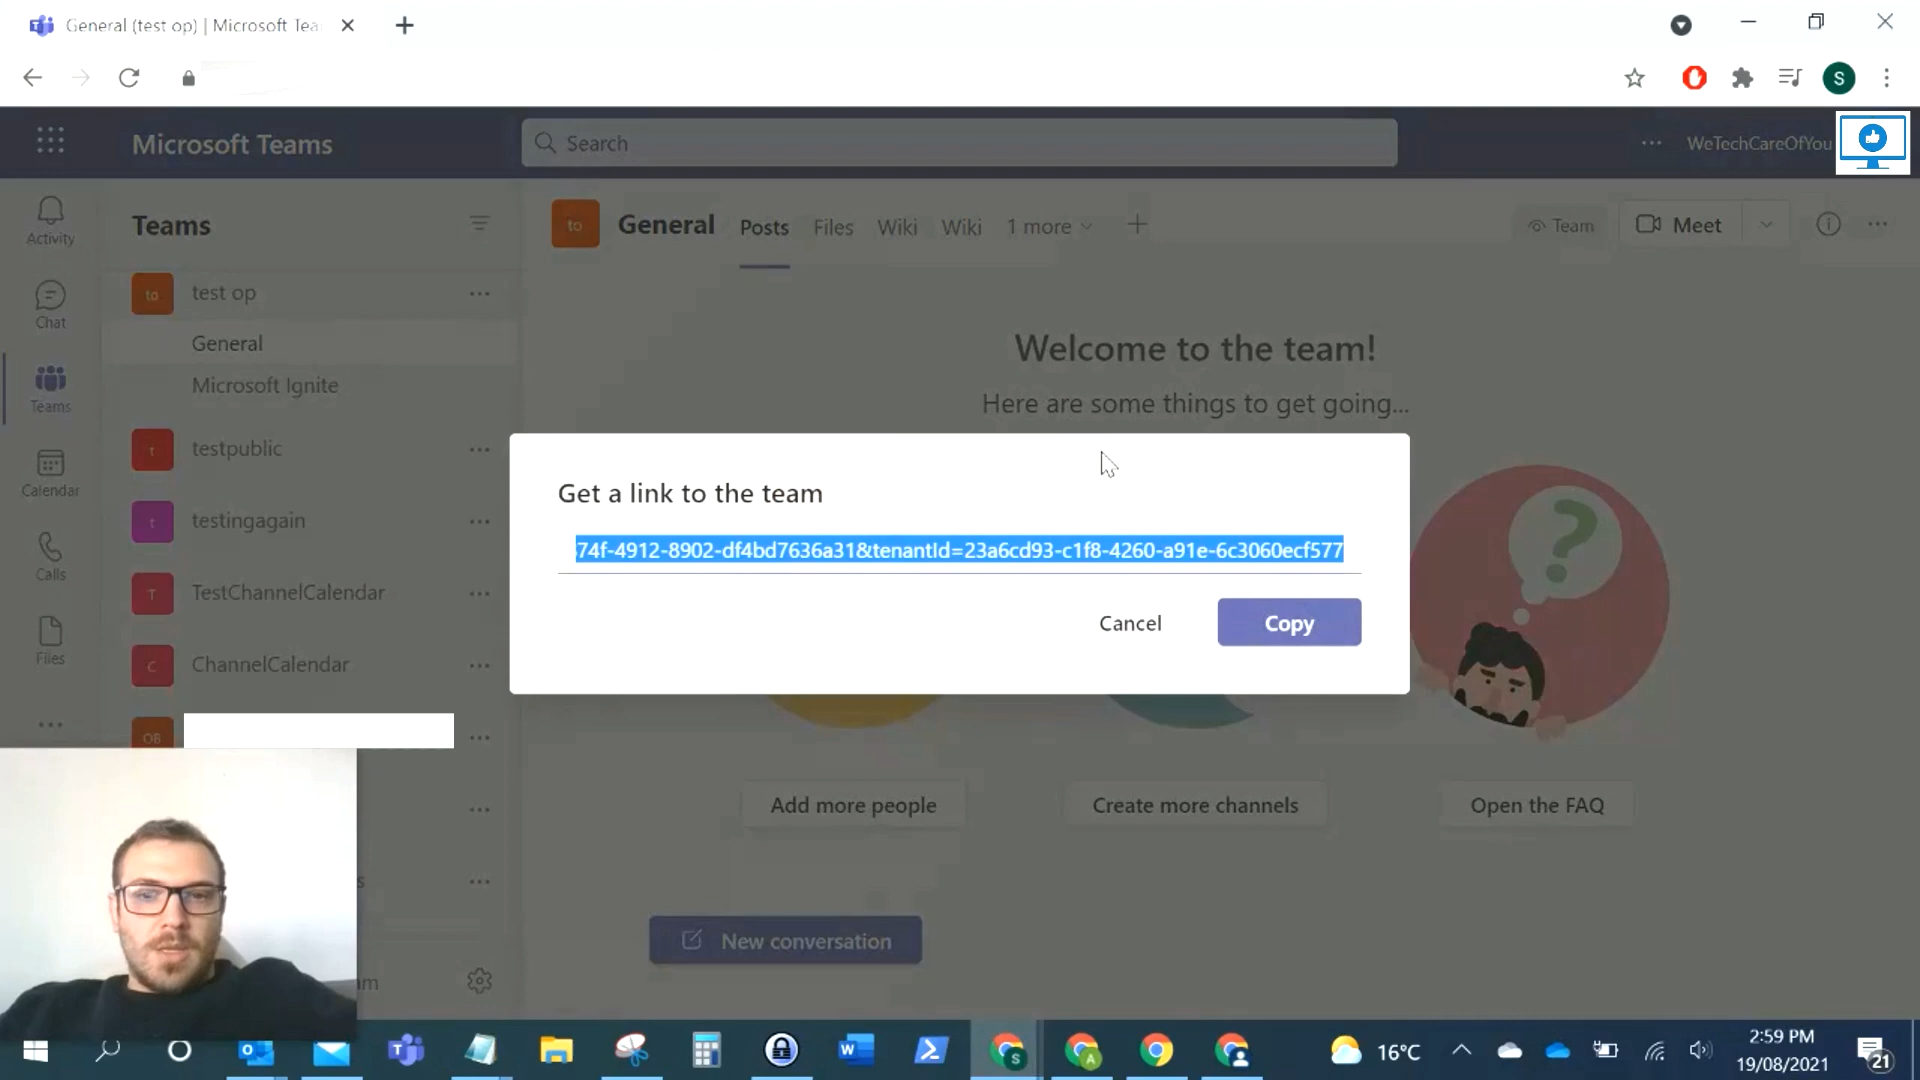 General (test op) | Microsoft Tea
S
Microsoft Teams
Search
WeTechCareOfYou
Activity
Chat
Teams
Calendar
Calls
Files
Teams
to
test op
General
Microsoft Ignite
t
testpublic
t
testingagain
T
TestChannelCalendar
C
ChannelCalendar
OB
to
General
Posts
Files
Wiki
Wiki
1 more
Team
Meet
Welcome to the team!
Here are some things to get going...
Get a link to the team
74f-4912-8902-df4bd7636a31&tenantId=23a6cd93-c1f8-4260-a91e-6c3060ecf577
Cancel
Copy
Add more people
Create more channels
Open the FAQ
New conversation
16°C
2:59 PM
19/08/2021
21